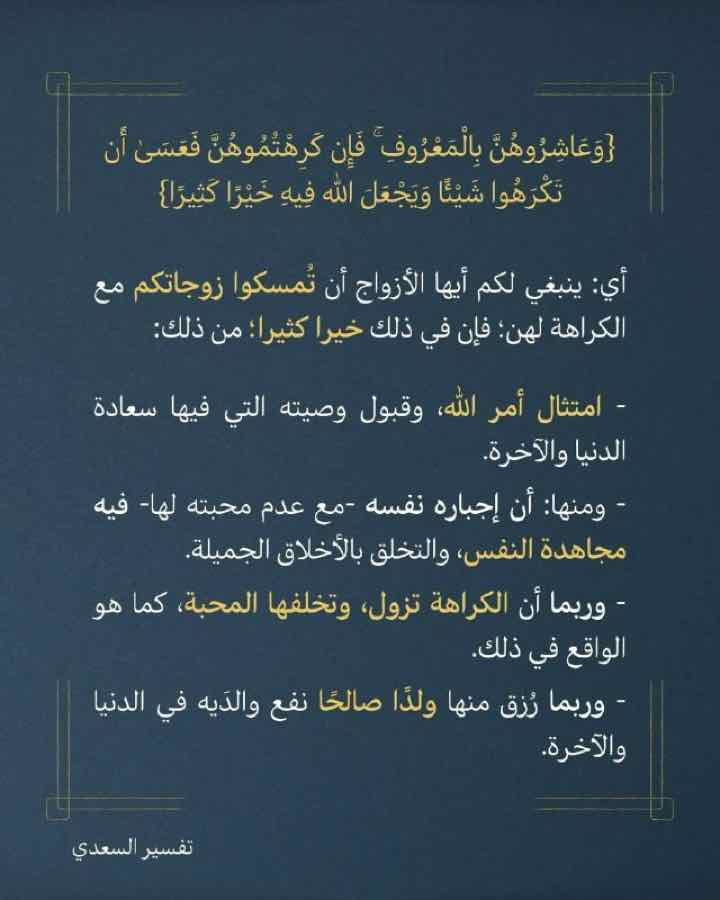 {وَعَاشِرُوهُنَّ بِالْمَعْرُوفِ ۚ فَإِن كَرِهْتُمُوهُنَّ فَعَسَىٰ أَن
تَكْرَهُوا شَيْئًا وَيَجْعَلَ اللَّه فِيهِ خَيْرًا كَثِيرًا}
أي: ينبغي لكم أيها الأزواج أن تُمسكوا زوجاتكم مع
الكراهة لهن؛ فإن في ذلك خيرا كثيرا؛ من ذلك:
- امتثال أمر الله، وقبول وصيته التي فيها سعادة
الدنيا والآخرة.
- ومنها: أن إجباره نفسه -مع عدم محبته لها- فيه
مجاهدة النفس، والتخلق بالأخلاق الجميلة.
- وربما أن الكراهة تزول، وتخلفها المحبة، كما هو
الواقع في ذلك.
- وربما رُزق منها ولدًا صالحًا نفع والدَيه في الدنيا
والآخرة.
تفسير السعدي